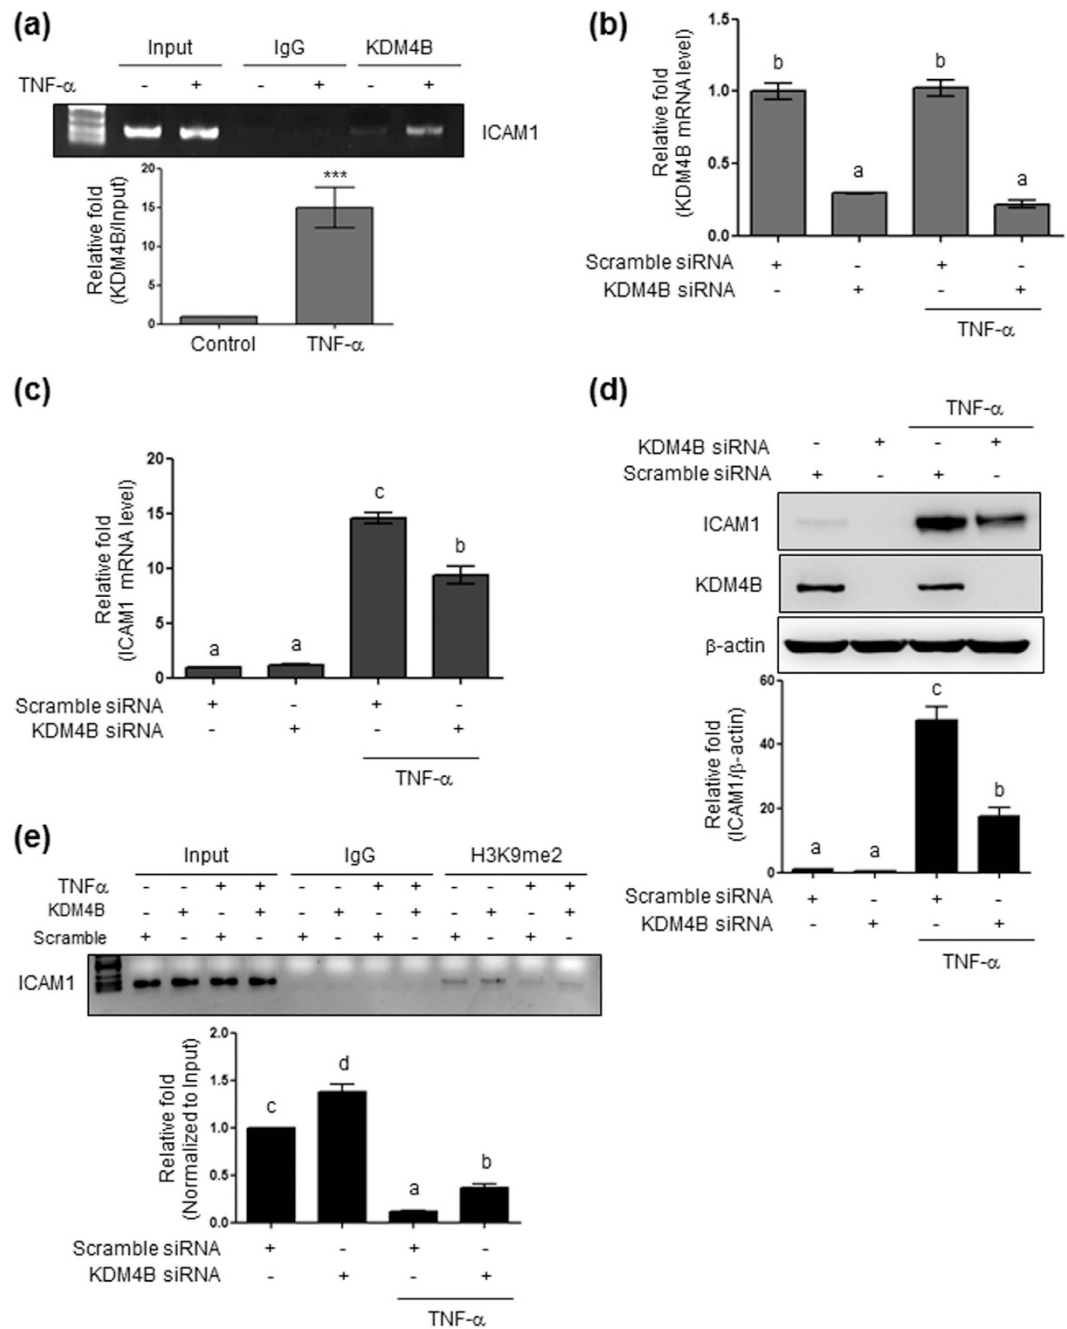 (a)
Input IgG KDM4B
TNF-α - + - + - +
ICAM1
Relative fold
(KDM4B/Input)
20
15
10
5
0
***
Control TNF-α
(b)
Relative fold
(KDM4B mRNA level)
1.5
1.0
0.5
0.0
b a b a
Scramble siRNA + - + -
KDM4B siRNA - + - +
TNF-α
(c)
Relative fold
(ICAM1 mRNA level)
20
15
10
5
0
a a c b
Scramble siRNA + - + -
KDM4B siRNA - + - +
TNF-α
(d)
TNF-α
KDM4B siRNA - + - +
Scramble siRNA + - + -
ICAM1
KDM4B
β-actin
Relative fold
(ICAM1/β-actin)
60
40
20
0
a a c b
Scramble siRNA + - + -
KDM4B siRNA - + - +
TNF-α
(e)
Input IgG H3K9me2
TNFα - - + + - - + + - - + +
KDM4B - + - + - + - + - + - +
Scramble + - + - + - + - + - + -
ICAM1
Relative fold
(Normalized to Input)
2.0
1.5
1.0
0.5
0.0
c d a b
Scramble siRNA + - + -
KDM4B siRNA - + - +
TNF-α